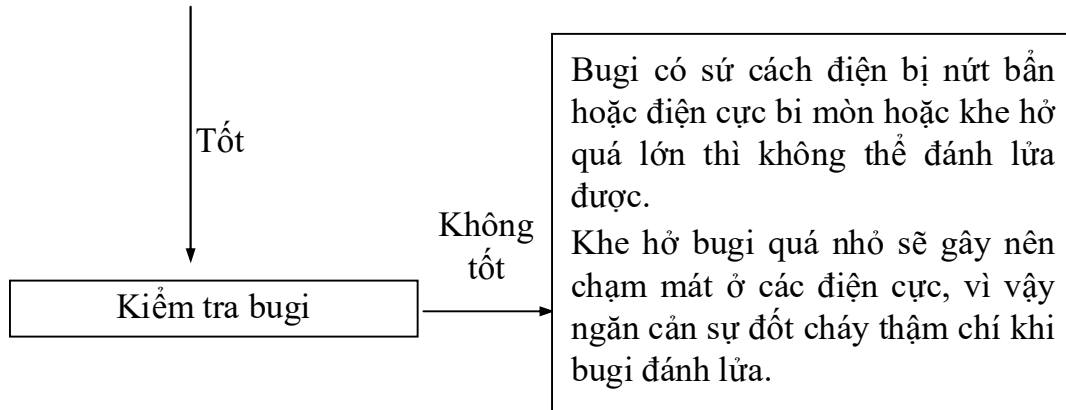 Tốt
Kiểm tra bugi
Không
tốt
Bugi có sứ cách điện bị nứt bẩn
hoặc điện cực bi mòn hoặc khe hở
quá lớn thì không thể đánh lửa
được.
Khe hở bugi quá nhỏ sẽ gây nên
chạm mát ở các điện cực, vì vậy
ngăn cản sự đốt cháy thậm chí khi
bugi đánh lửa.